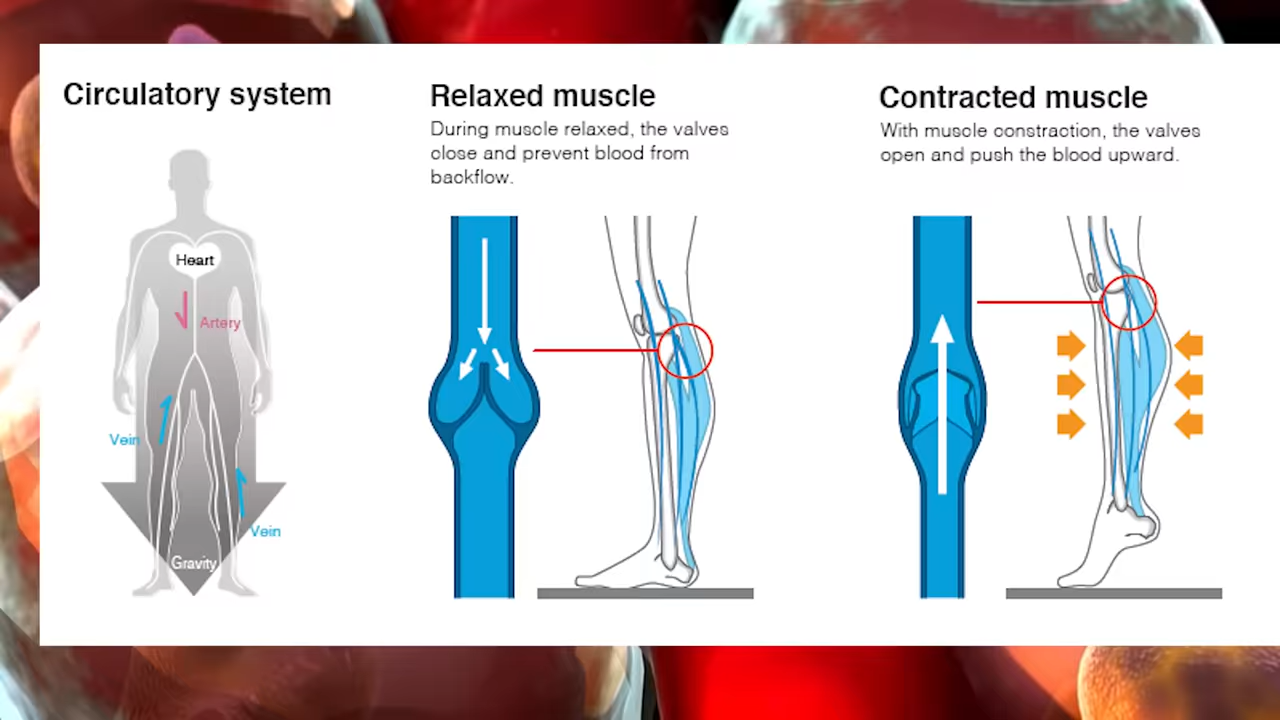 Circulatory system
Heart
Artery
Vein
Vein
Gravity
Relaxed muscle
During muscle relaxed, the valves
close and prevent blood from
backflow.
Contracted muscle
With muscle constraction, the valves
open and push the blood upward.